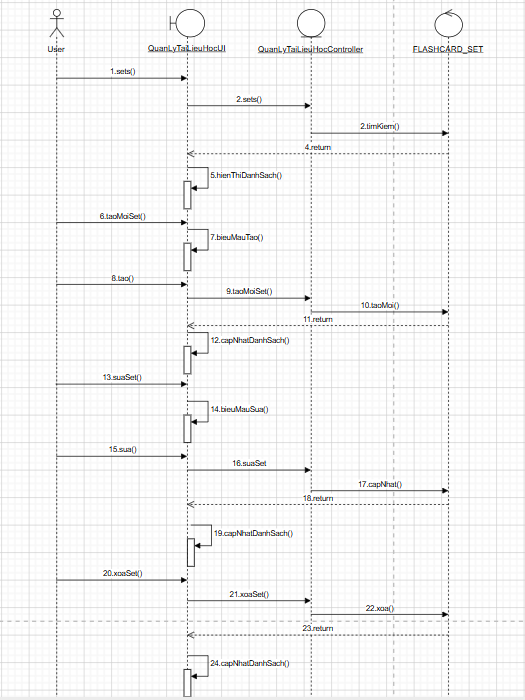 User
QuanLyTaiLieuHocUI
QuanLyTaiLieuHocController
FLASHCARD_SET
1.sets()
2.sets()
2.timKiem()
4.return
5.hienThiDanhSach()
6.taoMoiSet()
7.bieuMauTao()
8.tao()
9.taoMoiSet()
10.taoMoi()
11.return
12.capNhatDanhSach()
13.suaSet()
14.bieuMauSua()
15.sua()
16.suaSet
17.capNhat()
18.return
19.capNhatDanhSach()
20.xoaSet()
21.xoaSet()
22.xoa()
23.return
24.capNhatDanhSach()